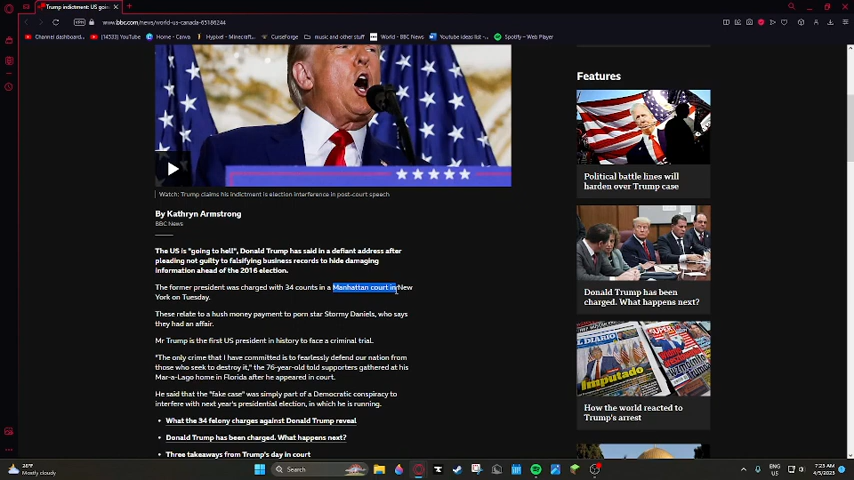 Trump indictment: US goin
www.bbc.com/news/world-us-canada-65186244
Channel dashboard...
(14533) YouTube
Home - Canva
Hypixel -
CurseForge
music and other stuff
World - BBC News
Youtube ideas list -...
Spotify – Web Player
Watch: Trump claims his indictment is election interference in post-court speech
By Kathryn Armstrong
BBC News
The US is "going to hell", Donald Trump has said in a defiant address after
pleading not guilty to falsifying business records to hide damaging
information ahead of the 2016 election.
The former president was charged with 34 counts in a Manhattan court in New
York on Tuesday.
These relate to a hush money payment to porn star Stormy Daniels, who says
they had an affair.
Mr Trump is the first US president in history to face a criminal trial.
"The only crime that I have committed is to fearlessly defend our nation from
those who seek to destroy it," the 76-year-old told supporters gathered at his
Mar-a-Lago home in Florida after he appeared in court.
He said that the "fake case" was simply part of a Democratic conspiracy to
interfere with next year's presidential election, in which he is running.
• What the 34 felony charges against Donald Trump reveal
• Donald Trump has been charged. What happens next?
• Three takeaways from Trump's day in court
Features
Political battle lines will
harden over Trump case
Donald Trump has been
charged. What happens next?
DIARIO
Imputado
How the world reacted to
Trump's arrest
28°F
Mostly cloudy
Search
ENG
US
7:23 AM
4/5/2023